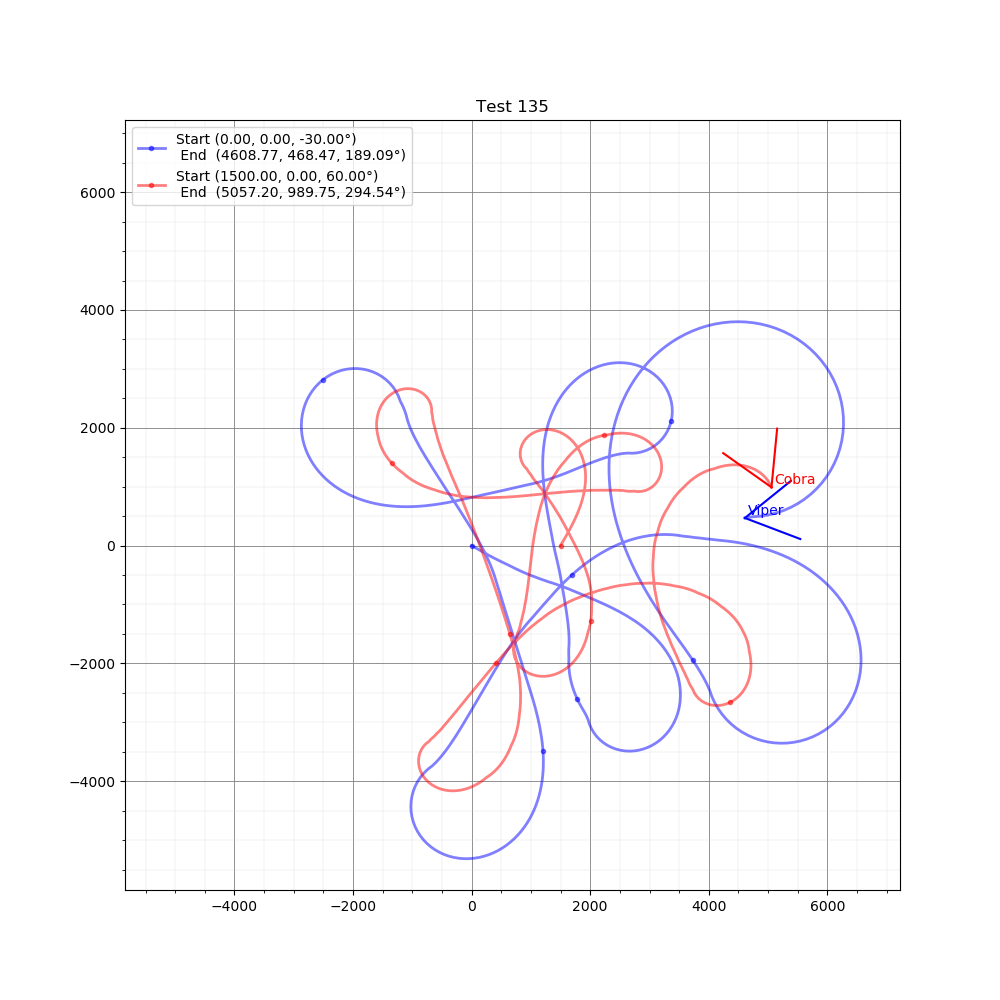 Test 135
Start (0.00, 0.00, -30.00°)
End (4608.77, 468.47, 189.09°)
Start (1500.00, 0.00, 60.00°)
End (5057.20, 989.75, 294.54°)
6000
4000
2000
0
−2000
−4000
Cobra
Viper
−4000 −2000 0 2000 4000 6000